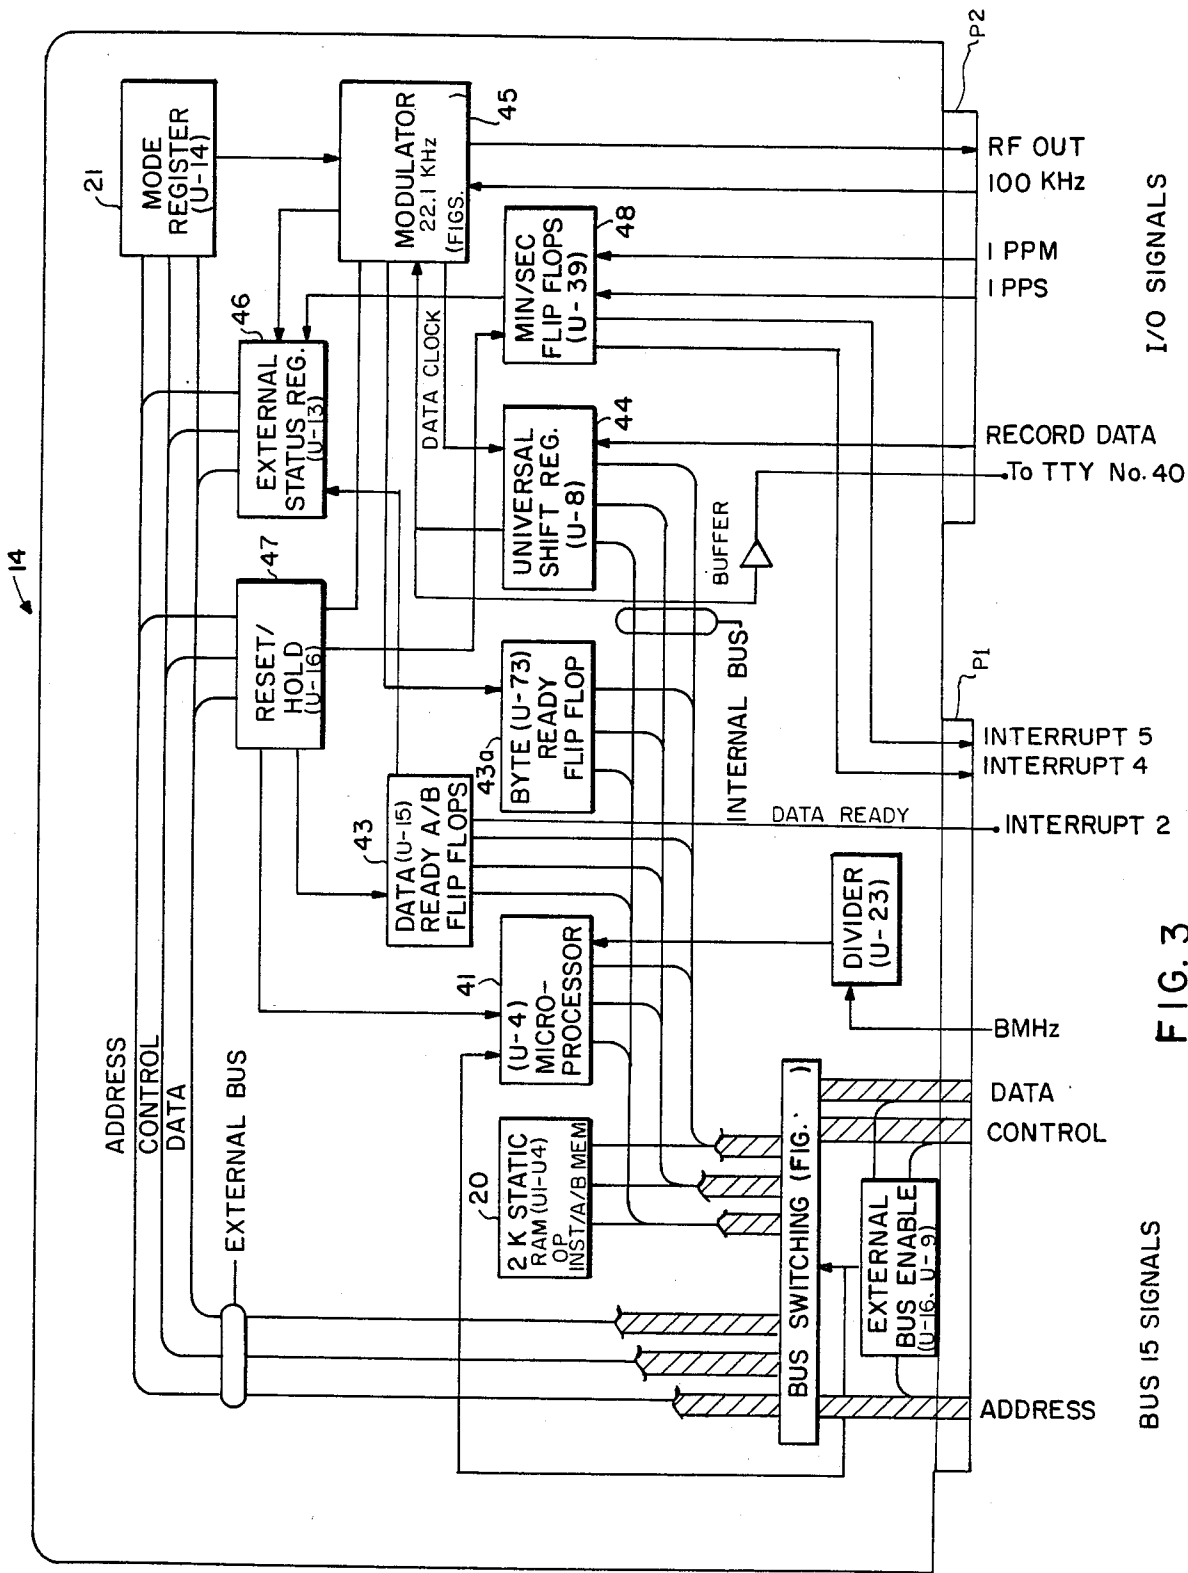 14
ADDRESS
CONTROL
DATA
EXTERNAL BUS
RESET/
HOLD
(U-16)
47
EXTERNAL
STATUS REG.
(U-13)
46
MODE
REGISTER
(U-14)
21
2 K STATIC
RAM (U1-U4)
OP
INST/A/B MEM
20
(U-4)
MICRO-
PROCESSOR
41
DATA (U-15)
READY A/B
FLIP FLOPS
43
BYTE (U-73)
READY
FLIP FLOP
43a
UNIVERSAL
SHIFT REG.
(U-8)
44
DATA CLOCK
MODULATOR
22.1 KHz
(FIGS. )
45
MIN/SEC
FLIP FLOPS
(U-39)
48
INTERNAL BUS
BUFFER
BUS SWITCHING (FIG. )
EXTERNAL
BUS ENABLE
(U-16, U-9)
DIVIDER
(U-23)
DATA READY
P1
P2
ADDRESS
CONTROL
DATA
BMHz
INTERRUPT 2
INTERRUPT 4
INTERRUPT 5
To TTY No. 40
RECORD DATA
1 PPS
1 PPM
100 KHz
RF OUT
BUS 15 SIGNALS
I/O SIGNALS
FIG. 3